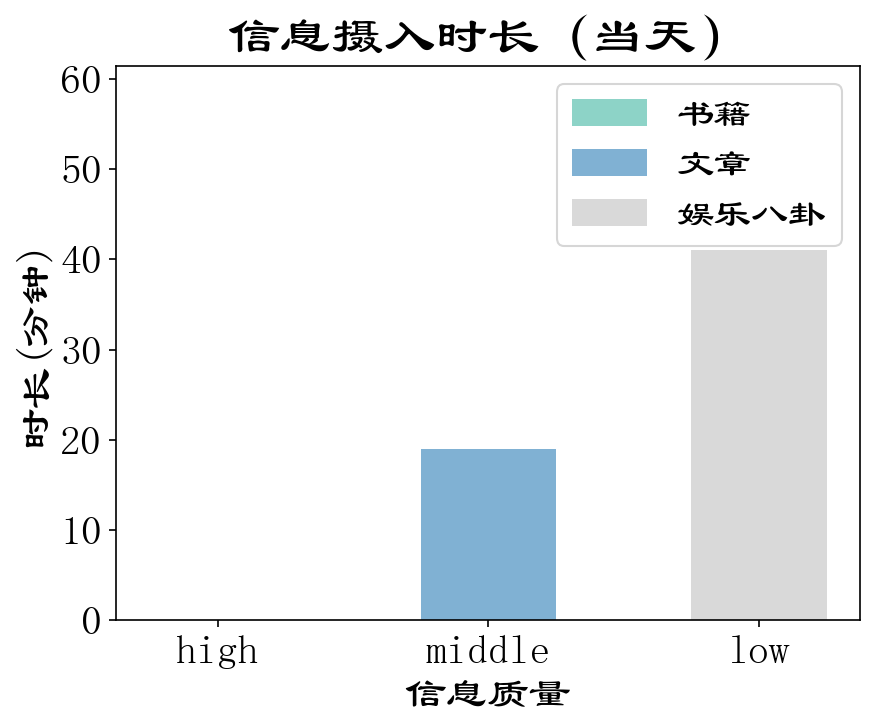 信息摄入时长 (当天)
60
50
40
30
20
10
0
时长(分钟)
书籍
文章
娱乐八卦
high middle low
信息质量